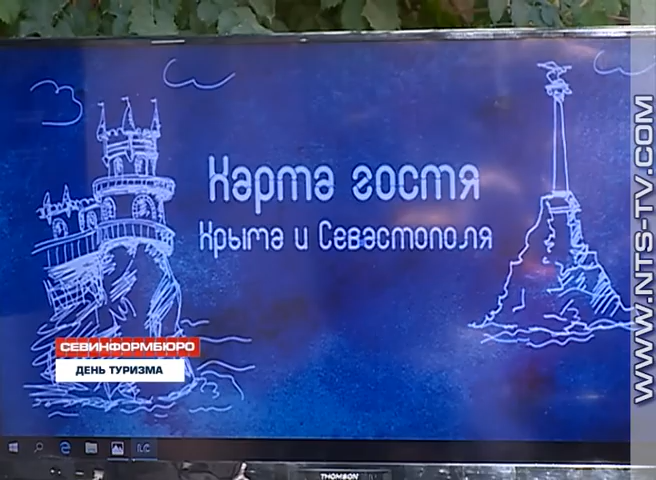 Карта гостя
Крыма и Севастополя
СЕВИНФОРМБЮРО
ДЕНЬ ТУРИЗМА
THOMSON
WWW.NTS-TV.COM